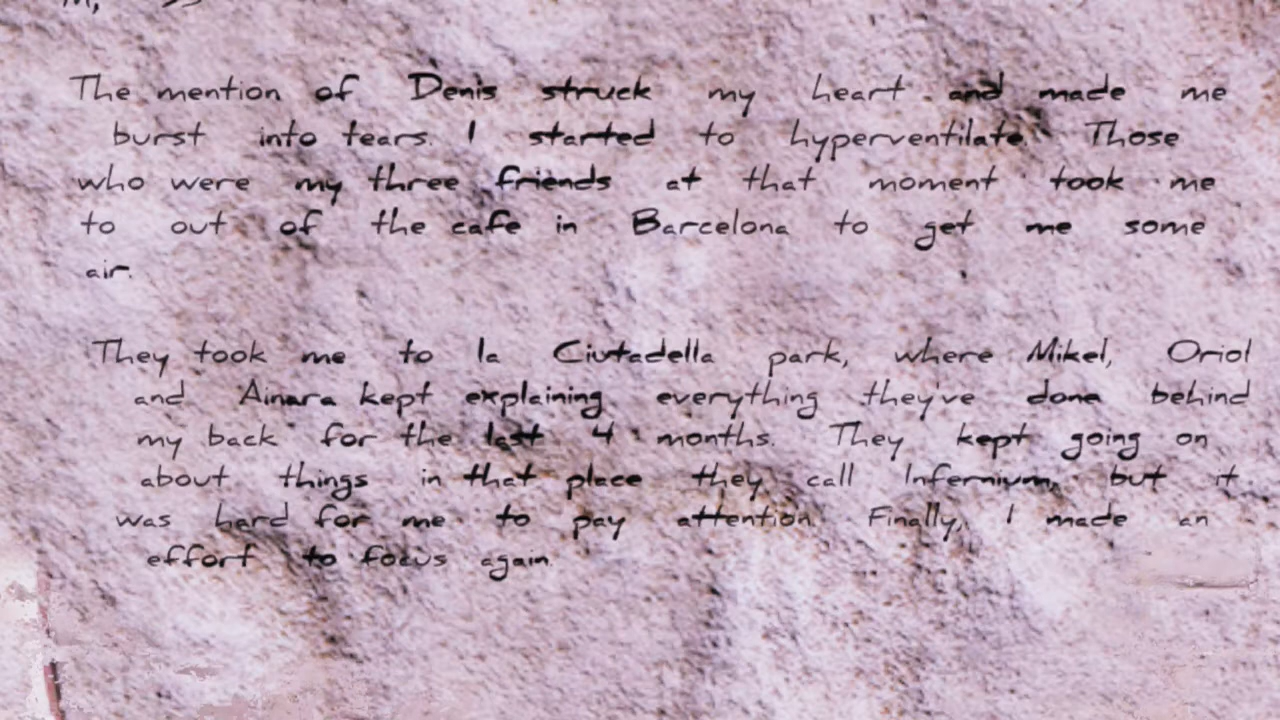 The mention of Denis struck my heart and made me
burst into tears. I started to hyperventilate. Those
who were my three friends at that moment took me
to out of the cafe in Barcelona to get me some
air.
They took me to la Ciutadella park, where Mikel, Oriol
and Ainara kept explaining everything they've done behind
my back for the last 4 months. They kept going on
about things in that place they call Infernium, but it
was hard for me to pay attention. Finally, I made an
effort to focus again.